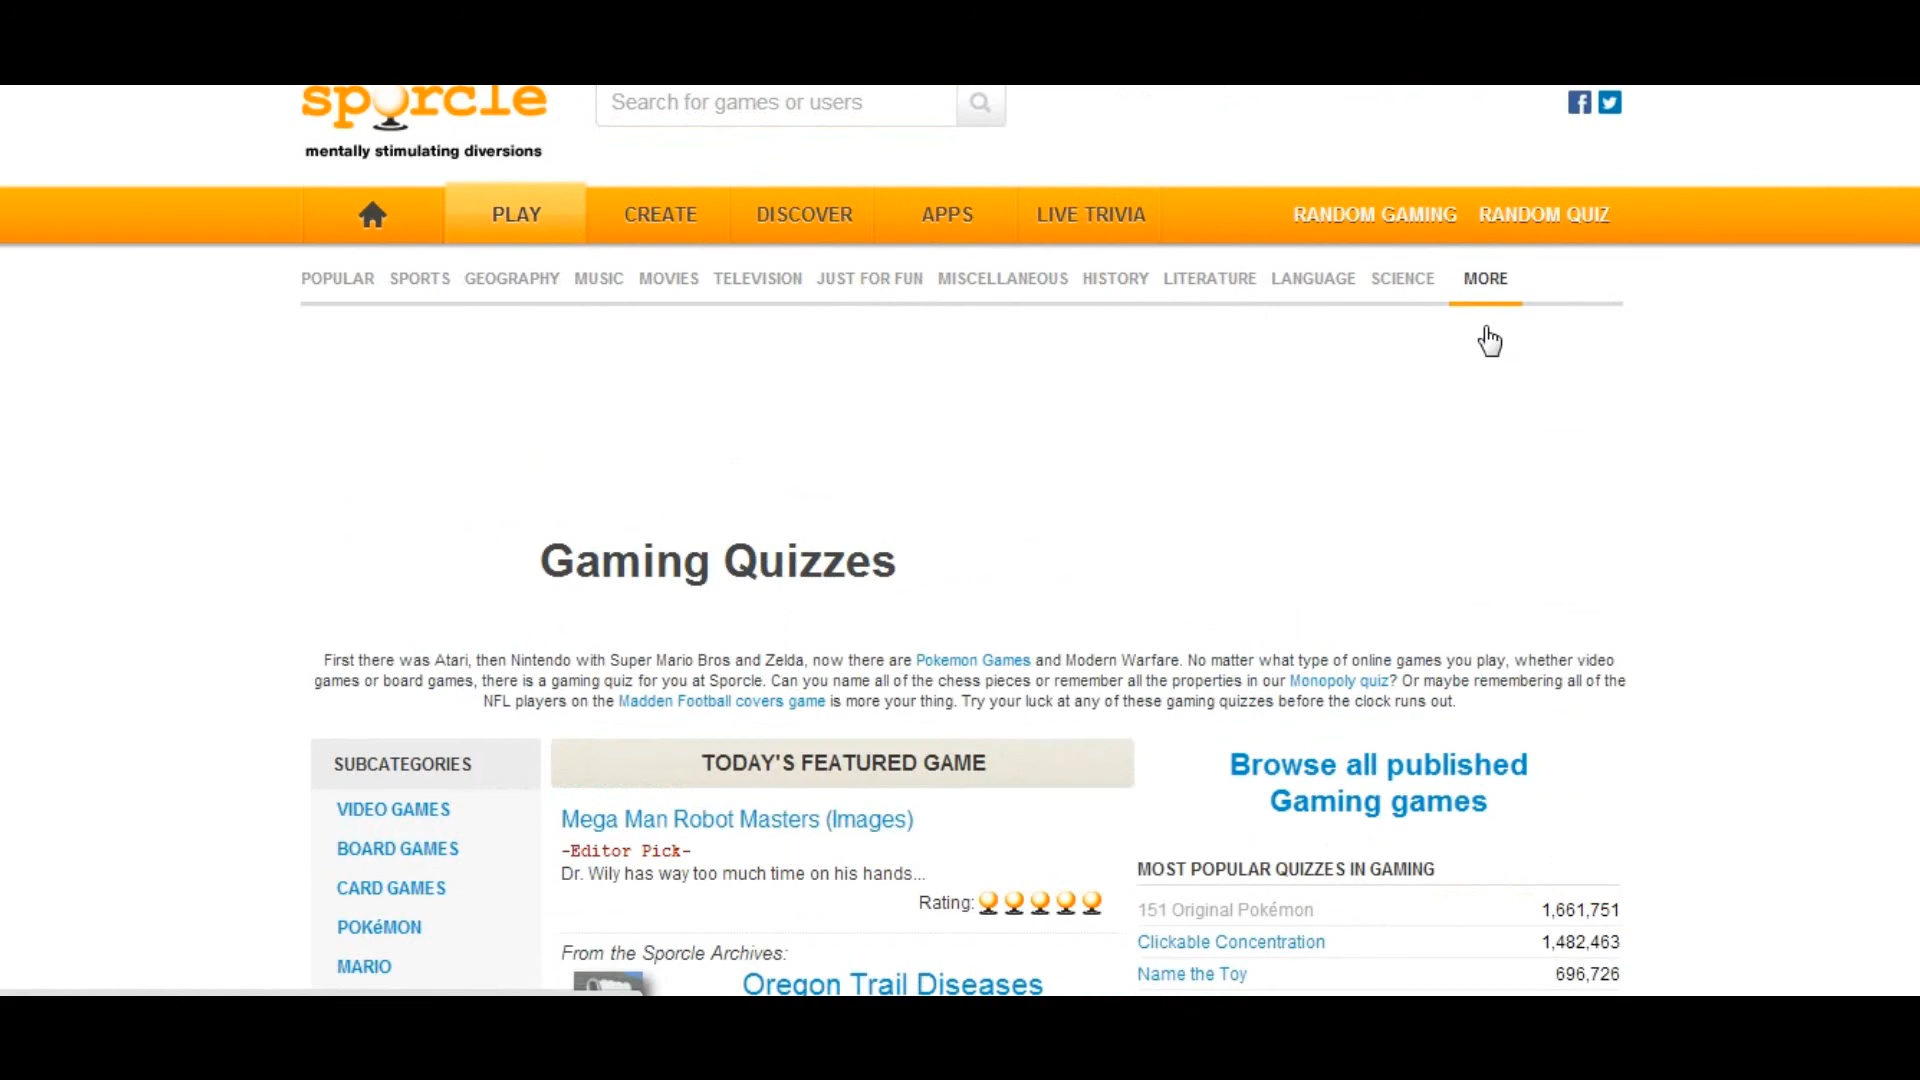 sporcle
mentally stimulating diversions
Search for games or users
PLAY CREATE DISCOVER APPS LIVE TRIVIA RANDOM GAMING RANDOM QUIZ
POPULAR SPORTS GEOGRAPHY MUSIC MOVIES TELEVISION JUST FOR FUN MISCELLANEOUS HISTORY LITERATURE LANGUAGE SCIENCE MORE
Gaming Quizzes
First there was Atari, then Nintendo with Super Mario Bros and Zelda, now there are Pokemon Games and Modern Warfare. No matter what type of online games you play, whether video
games or board games, there is a gaming quiz for you at Sporcle. Can you name all of the chess pieces or remember all the properties in our Monopoly quiz? Or maybe remembering all of the
NFL players on the Madden Football covers game is more your thing. Try your luck at any of these gaming quizzes before the clock runs out.
SUBCATEGORIES
VIDEO GAMES
BOARD GAMES
CARD GAMES
POKéMON
MARIO
TODAY'S FEATURED GAME
Mega Man Robot Masters (Images)
-Editor Pick-
Dr. Wily has way too much time on his hands...
Rating:
From the Sporcle Archives:
Oregon Trail Diseases
Browse all published
Gaming games
MOST POPULAR QUIZZES IN GAMING
151 Original Pokémon 1,661,751
Clickable Concentration 1,482,463
Name the Toy 696,726